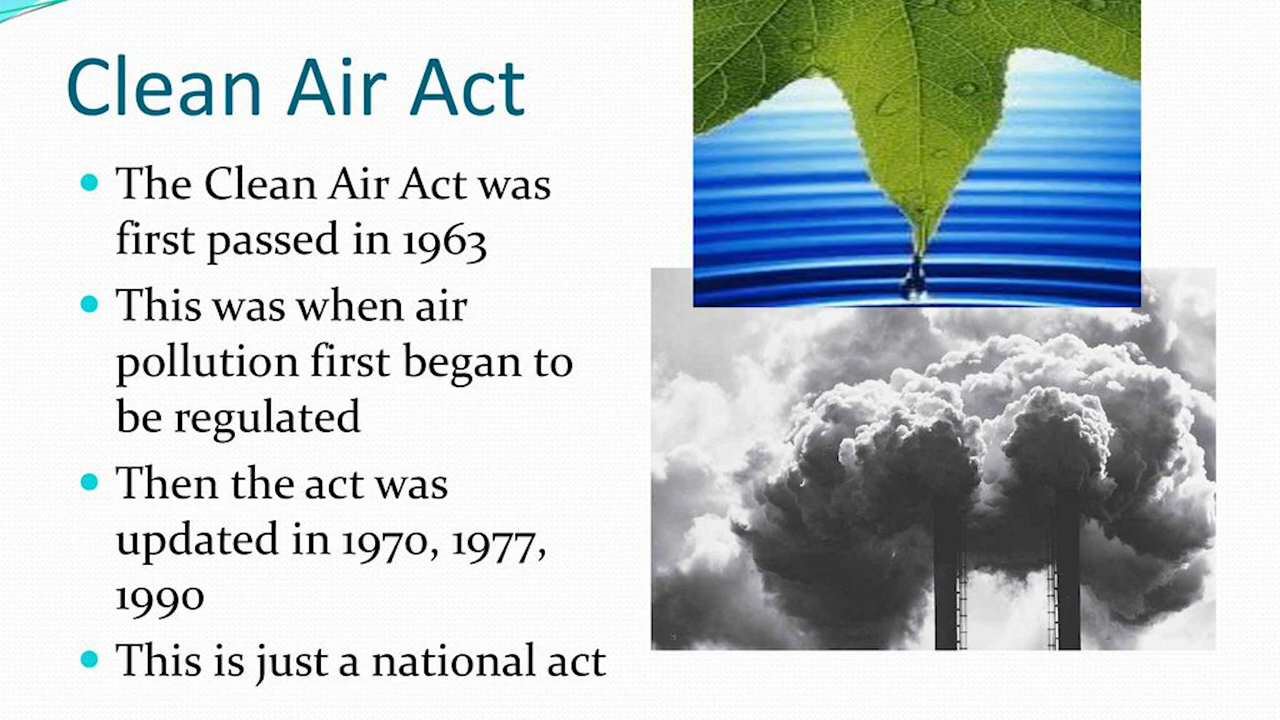 Clean Air Act
The Clean Air Act was
first passed in 1963
This was when air
pollution first began to
be regulated
Then the act was
updated in 1970, 1977,
1990
This is just a national act